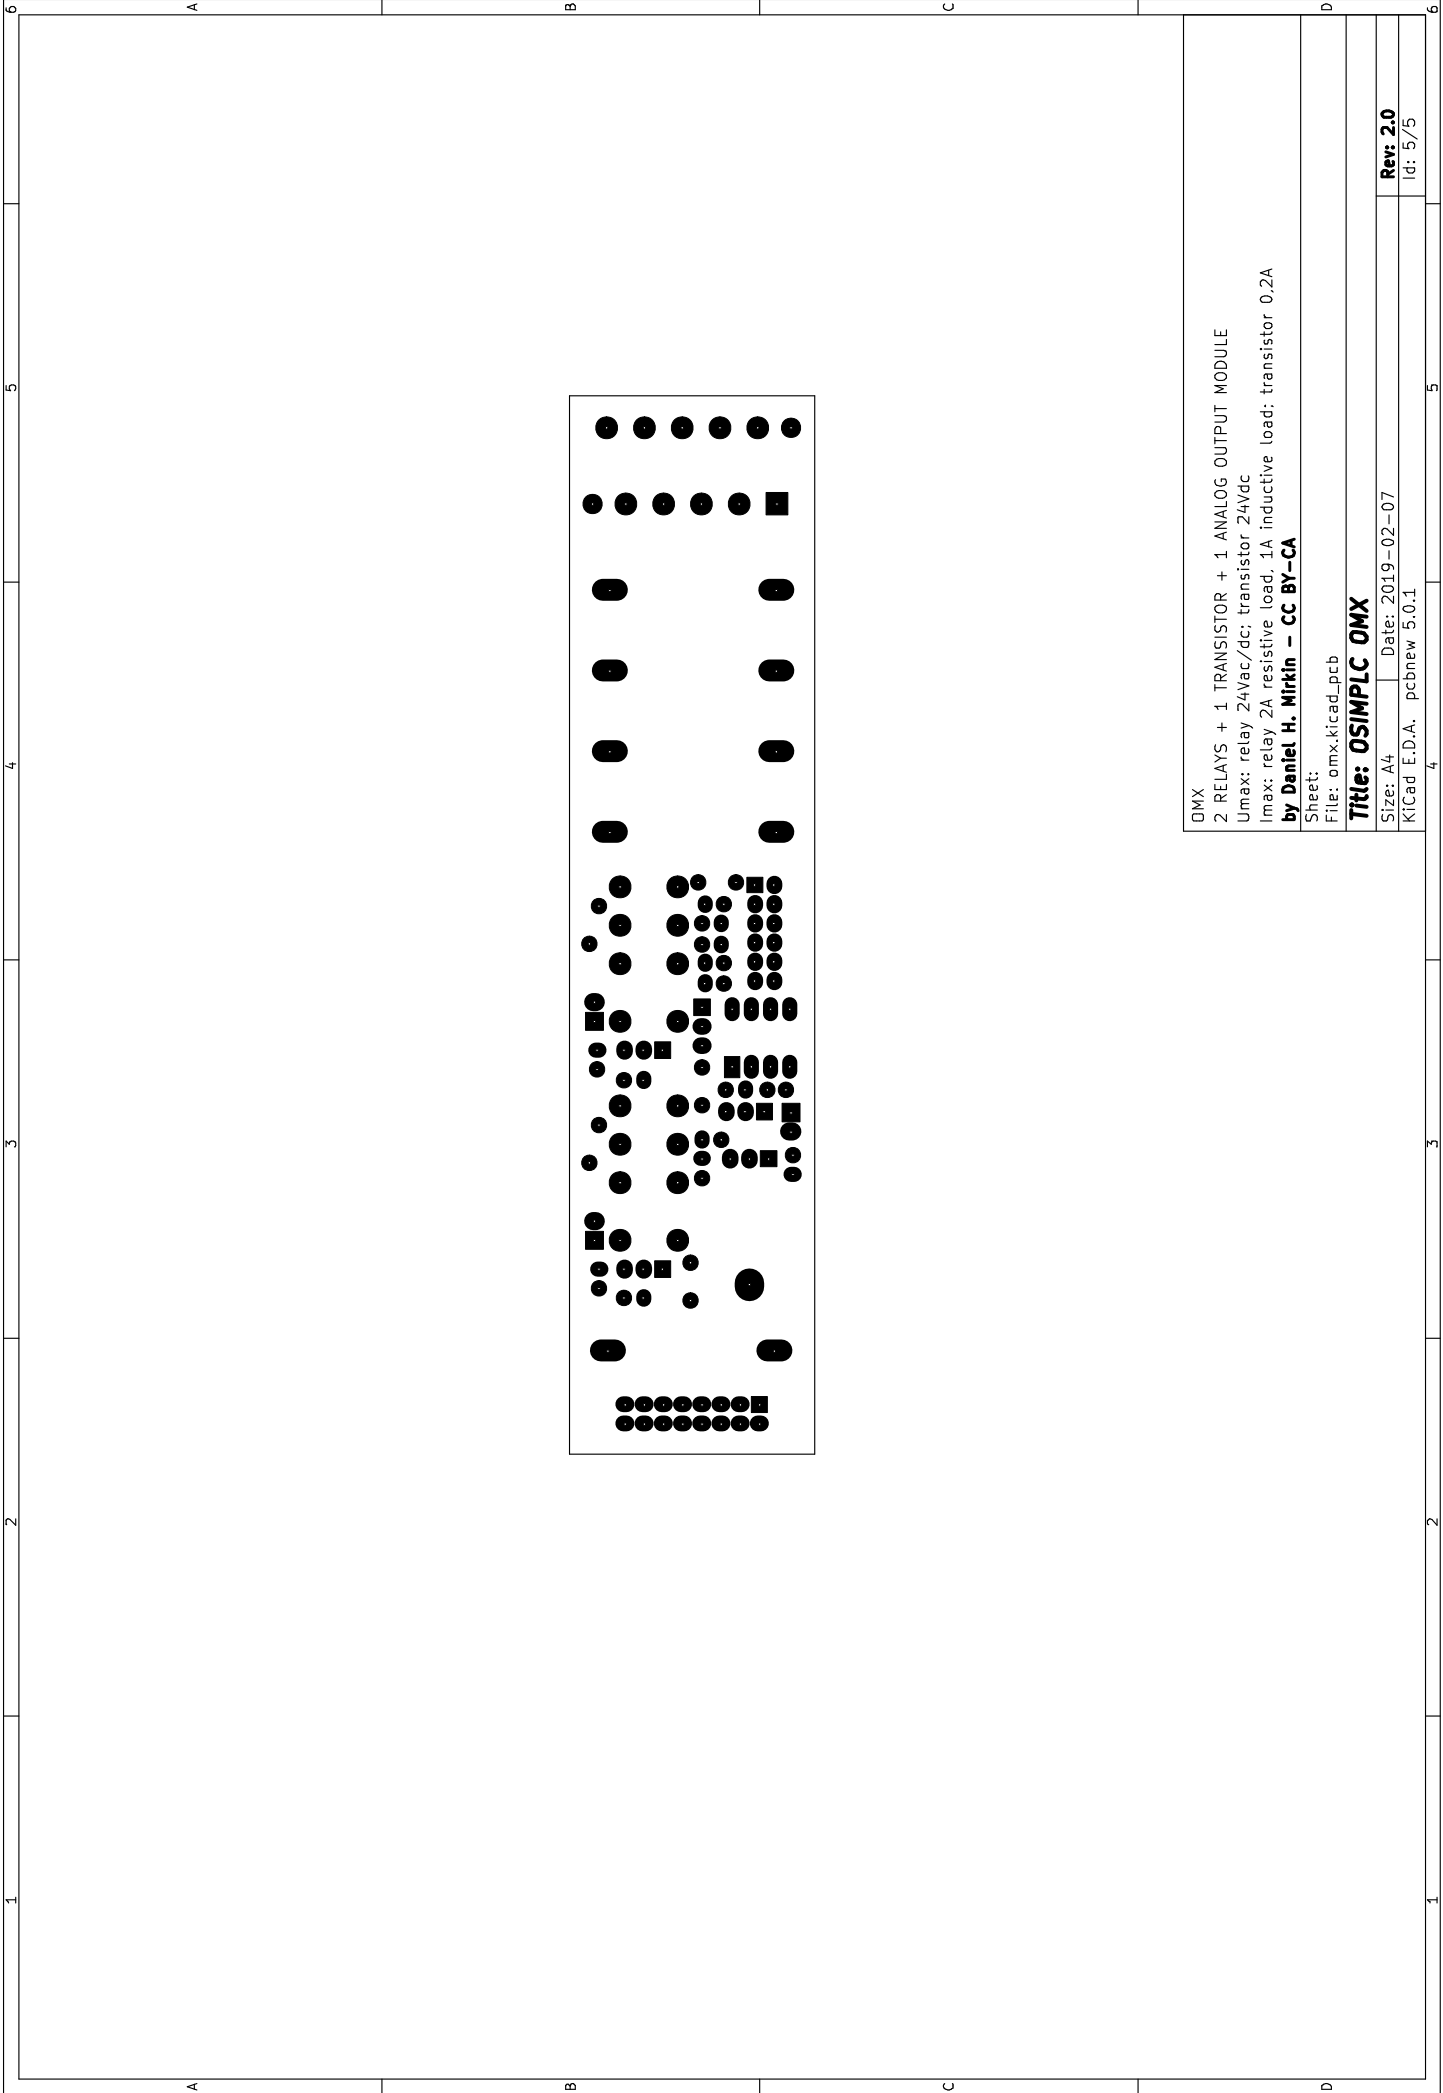 OMX
2 RELAYS + 1 TRANSISTOR + 1 ANALOG OUTPUT MODULE
Umax: relay 24Vac/dc; transistor 24Vdc
Imax: relay 2A resistive load, 1A inductive load; transistor 0,2A
by Daniel H. Mirkin - CC BY-CA
Sheet:
File: omx.kicad_pcb
Title: OSIMPLC OMX
Size: A4 Date: 2019-02-07 Rev: 2.0
KiCad E.D.A. pcbnew 5.0.1 Id: 5/5
1 2 3 4 5 6
1 2 3 4 5 6
A B C D
A B C D